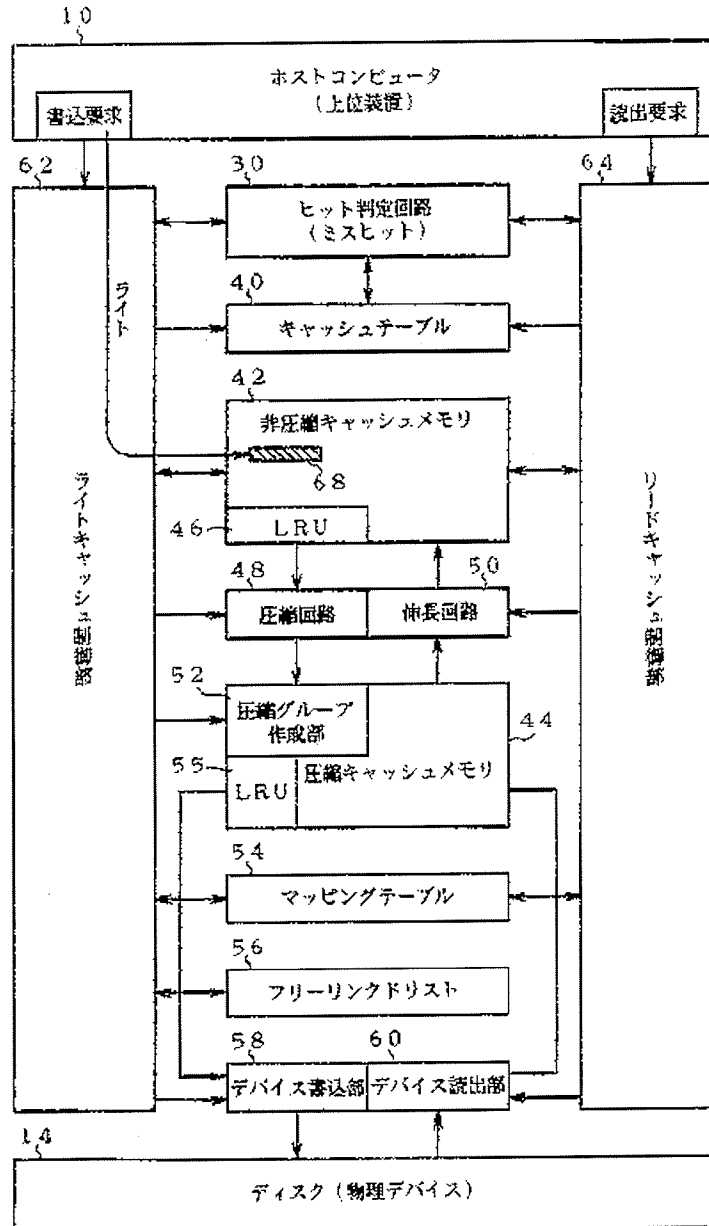 10
ホストコンピュータ
(上位装置)
書込要求
読出要求
62
30
64
ヒット判定回路
(ミスヒット)
40
キャッシュテーブル
ライト
42
非圧縮キャッシュメモリ
68
46
LRU
ライトキャッシュ制御部
リードキャッシュ制御部
48
50
圧縮回路
伸長回路
52
圧縮グループ
作成部
44
55
LRU
圧縮キャッシュメモリ
54
マッピングテーブル
56
フリーリンクドリスト
58
60
デバイス書込部
デバイス読出部
14
ディスク(物理デバイス)